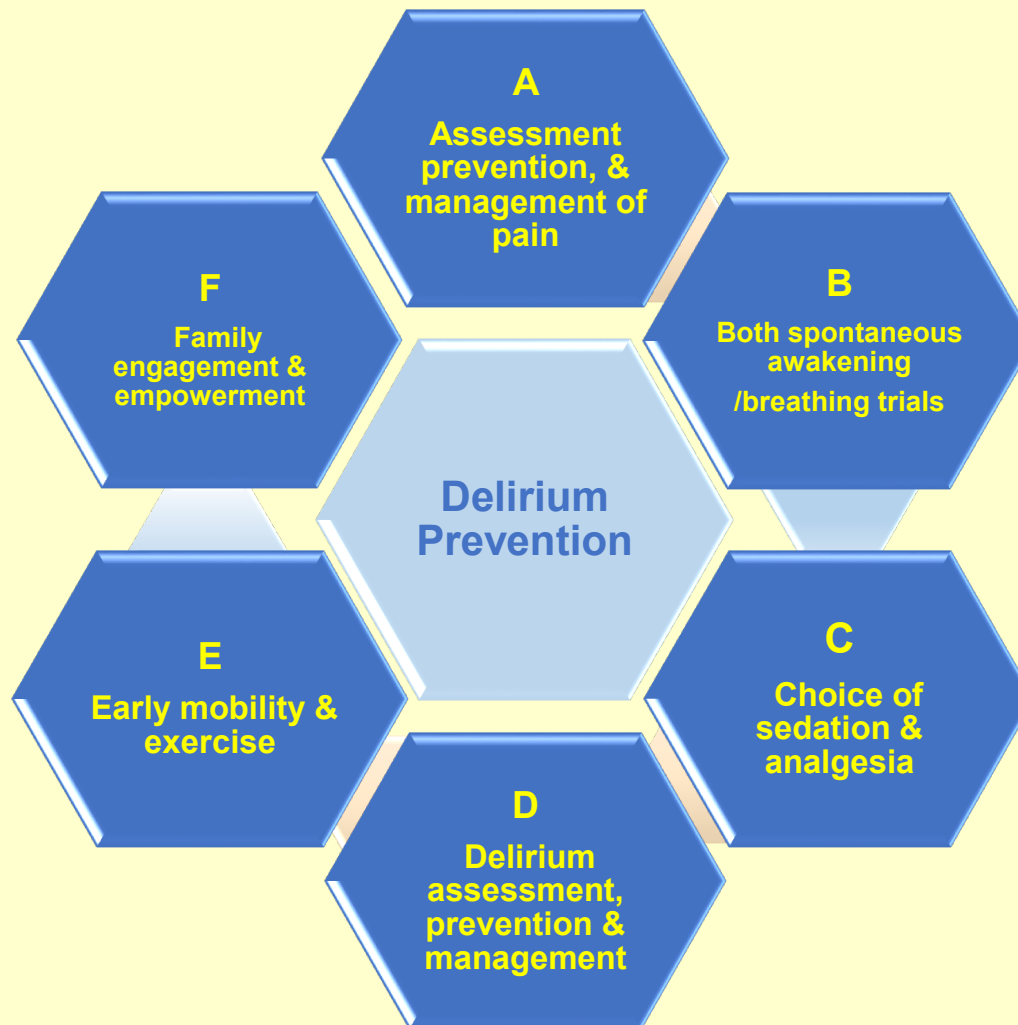 A
Assessment
prevention, &
management of
pain
B
Both spontaneous
awakening
/breathing trials
C
Choice of
sedation &
analgesia
D
Delirium
assessment,
prevention &
management
E
Early mobility &
exercise
F
Family
engagement &
empowerment
Delirium
Prevention